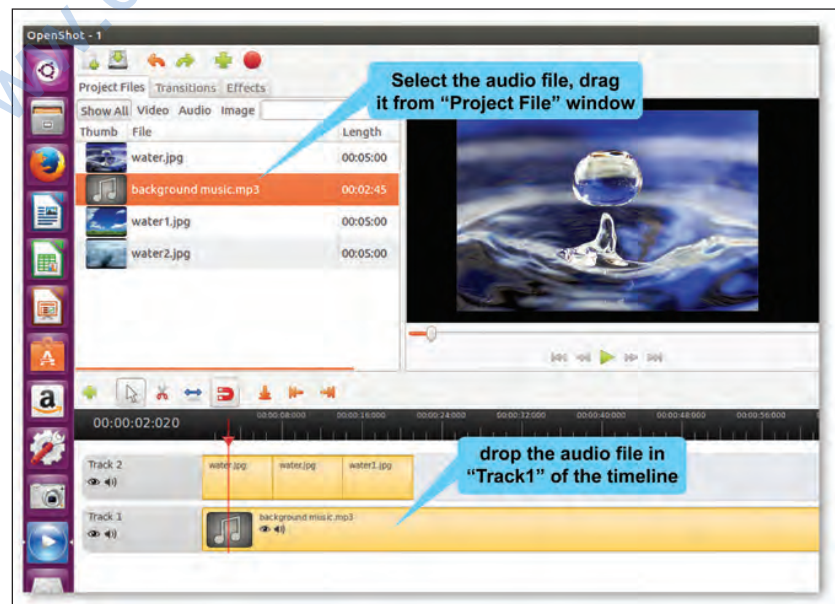 OpenShot - 1
Project Files Transitions Effects
Select the audio file, drag
it from “Project File” window
Show All Video Audio Image
Thumb File Length
water.jpg 00:05:00
background music.mp3 00:02:45
water1.jpg 00:05:00
water2.jpg 00:05:00
00:00:02:020
00:00:08:000 00:00:16:000 00:00:24:000 00:00:32:000 00:00:40:000 00:00:48:000 00:00:56:000
drop the audio file in
“Track1” of the timeline
Track 2
water.jpg water.jpg water1.jpg
Track 1
background music.mp3